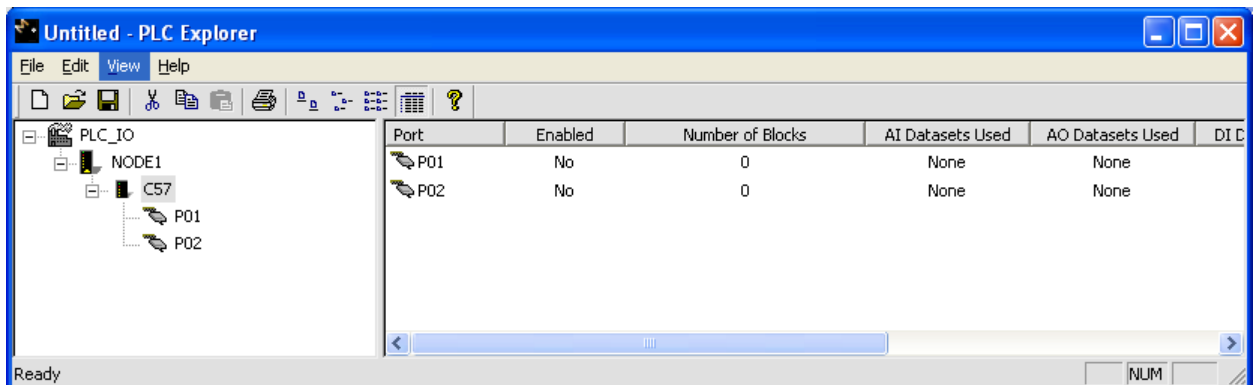 Untitled - PLC Explorer
File Edit View Help
PLC_IO
NODE1
C57
P01
P02
Port Enabled Number of Blocks AI Datasets Used AO Datasets Used DI D
P01 No 0 None None
P02 No 0 None None
Ready NUM